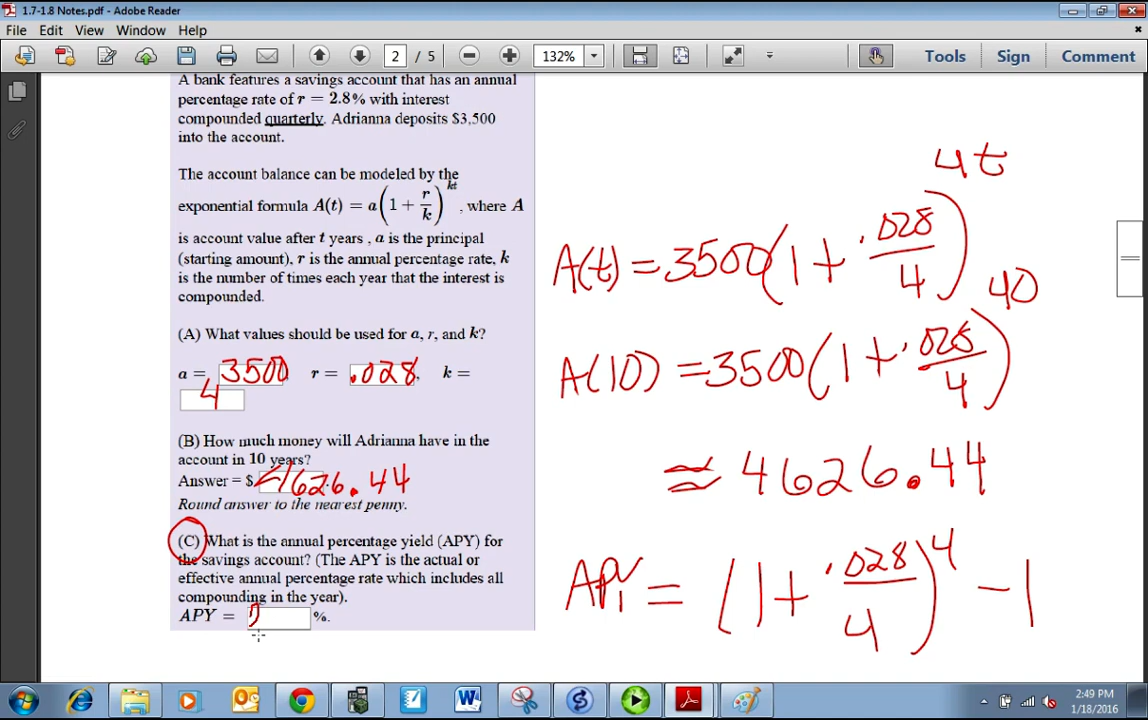 1.7-1.8 Notes.pdf - Adobe Reader
File Edit View Window Help
2 / 5 132% Tools Sign Comment
A bank features a savings account that has an annual
percentage rate of r = 2.8% with interest
compounded quarterly. Adrianna deposits $3,500
into the account.
The account balance can be modeled by the
exponential formula A(t) = a(1 + r/k)^kt, where A
is account value after t years , a is the principal
(starting amount), r is the annual percentage rate, k
is the number of times each year that the interest is
compounded.
(A) What values should be used for a, r, and k?
a = 3500 r = .028, k =
4
(B) How much money will Adrianna have in the
account in 10 years?
Answer = $ 4626.44
Round answer to the nearest penny.
(C) What is the annual percentage yield (APY) for
the savings account? (The APY is the actual or
effective annual percentage rate which includes all
compounding in the year).
APY = %.
A(t) = 3500(1 + .028/4)^4t
A(10) = 3500(1 + .028/4)^40
≈ 4626.44
APY = (1 + .028/4)^4 - 1
2:49 PM
1/18/2016